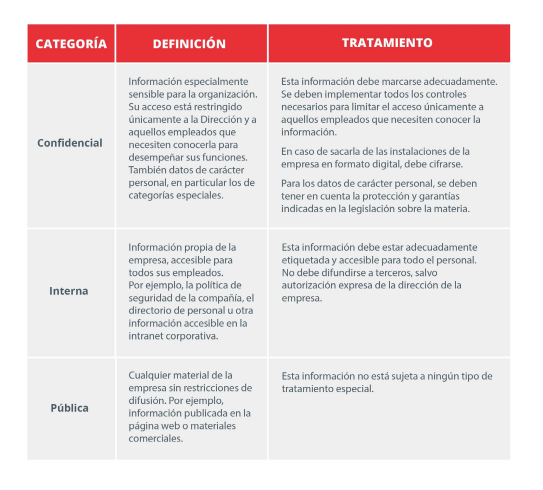 CATEGORÍA
DEFINICIÓN
TRATAMIENTO
Confidencial
Información especialmente
sensible para la organización.
Su acceso está restringido
únicamente a la Dirección y a
aquellos empleados que
necesiten conocerla para
desempeñar sus funciones.
También datos de carácter
personal, en particular los de
categorías especiales.
Esta información debe marcarse adecuadamente.
Se deben implementar todos los controles
necesarios para limitar el acceso únicamente a
aquellos empleados que necesiten conocer la
información.
En caso de sacarla de las instalaciones de la
empresa en formato digital, debe cifrarse.
Para los datos de carácter personal, se deben
tener en cuenta la protección y garantías
indicadas en la legislación sobre la materia.
Interna
Información propia de la
empresa, accesible para
todos sus empleados.
Por ejemplo, la política de
seguridad de la compañía, el
directorio de personal u otra
información accesible en la
intranet corporativa.
Esta información debe estar adecuadamente
etiquetada y accesible para todo el personal.
No debe difundirse a terceros, salvo
autorización expresa de la dirección de la
empresa.
Pública
Cualquier material de la
empresa sin restricciones de
difusión. Por ejemplo,
información publicada en la
página web o materiales
comerciales.
Esta información no está sujeta a ningún tipo de
tratamiento especial.